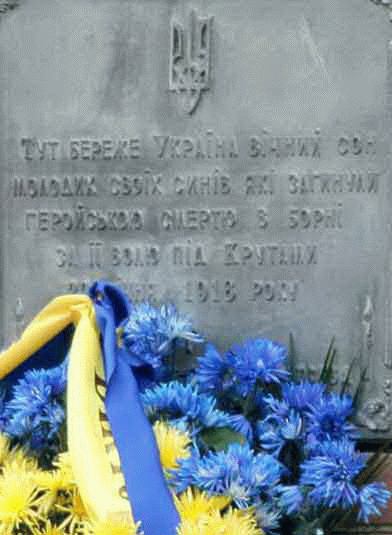 Тут береже Україна вічний сон
молодих своїх синів які загинули
геройською смертю в борні
за її волю під Крутами
1918 року